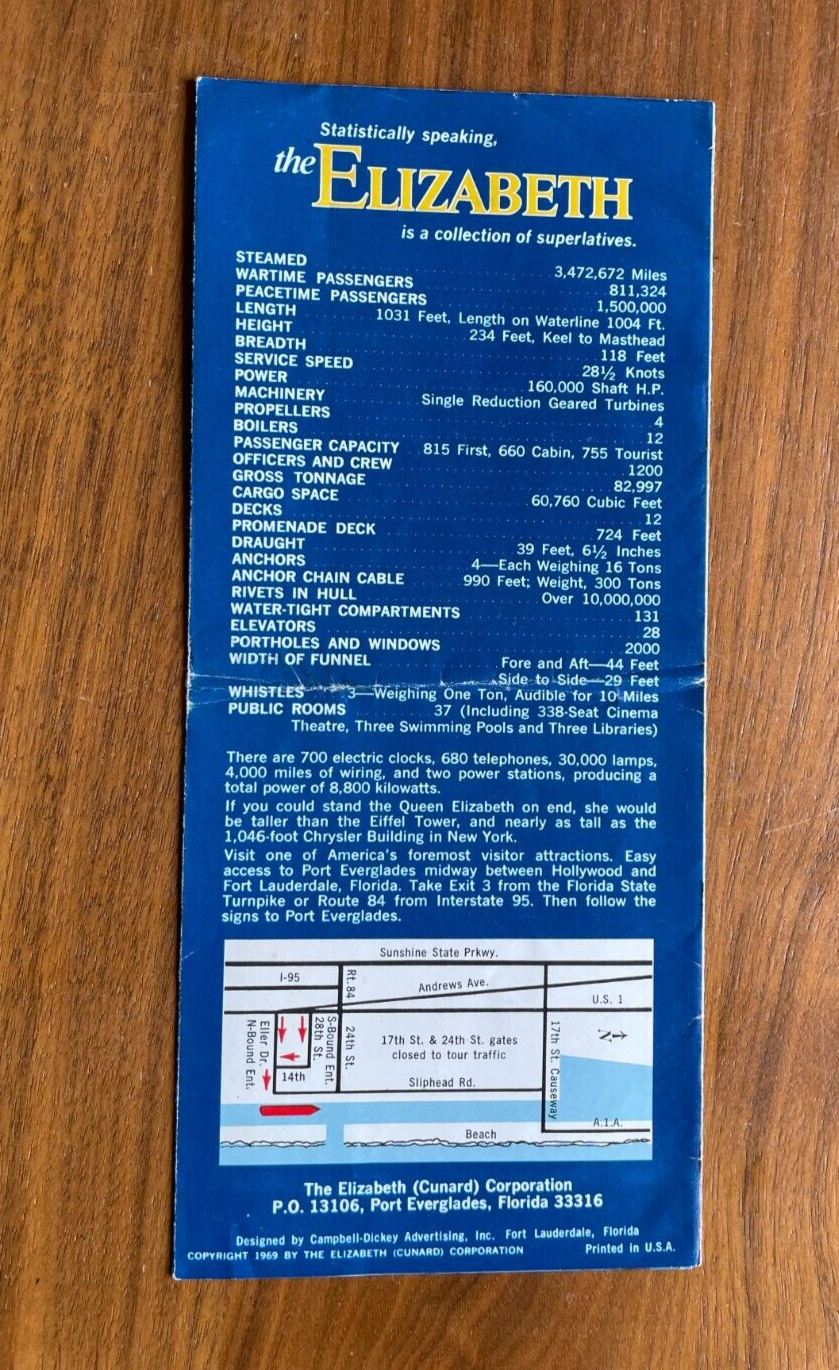 Statistically speaking,
the ELIZABETH
is a collection of superlatives.
STEAMED 3,472,672 Miles
WARTIME PASSENGERS 811,324
PEACETIME PASSENGERS 1,500,000
LENGTH 1031 Feet, Length on Waterline 1004 Ft.
HEIGHT 234 Feet, Keel to Masthead
BREADTH 118 Feet
SERVICE SPEED 28½ Knots
POWER 160,000 Shaft H.P.
MACHINERY Single Reduction Geared Turbines
PROPELLERS 4
BOILERS 12
PASSENGER CAPACITY 815 First, 660 Cabin, 755 Tourist
OFFICERS AND CREW 1200
GROSS TONNAGE 82,997
CARGO SPACE 60,760 Cubic Feet
DECKS 12
PROMENADE DECK 724 Feet
DRAUGHT 39 Feet, 6½ Inches
ANCHORS 4—Each Weighing 16 Tons
ANCHOR CHAIN CABLE 990 Feet; Weight, 300 Tons
RIVETS IN HULL Over 10,000,000
WATER-TIGHT COMPARTMENTS 131
ELEVATORS 28
PORTHOLES AND WINDOWS 2000
WIDTH OF FUNNEL Fore and Aft—44 Feet
Side to Side—29 Feet
WHISTLES 3—Weighing One Ton, Audible for 10 Miles
PUBLIC ROOMS 37 (Including 338-Seat Cinema
Theatre, Three Swimming Pools and Three Libraries)
There are 700 electric clocks, 680 telephones, 30,000 lamps,
4,000 miles of wiring, and two power stations, producing a
total power of 8,800 kilowatts.
If you could stand the Queen Elizabeth on end, she would
be taller than the Eiffel Tower, and nearly as tall as the
1,046-foot Chrysler Building in New York.
Visit one of America's foremost visitor attractions. Easy
access to Port Everglades midway between Hollywood and
Fort Lauderdale, Florida. Take Exit 3 from the Florida State
Turnpike or Route 84 from Interstate 95. Then follow the
signs to Port Everglades.
Sunshine State Prkwy.
I-95
Rt. 84
Andrews Ave.
U.S. 1
Eller Dr.
N-Bound Ent.
S-Bound Ent.
28th St.
24th St.
17th St. & 24th St. gates
closed to tour traffic
17th St. Causeway
N
14th
Sliphead Rd.
A.1.A.
Beach
The Elizabeth (Cunard) Corporation
P.O. 13106, Port Everglades, Florida 33316
Designed by Campbell-Dickey Advertising, Inc. Fort Lauderdale, Florida
COPYRIGHT 1969 BY THE ELIZABETH (CUNARD) CORPORATION Printed in U.S.A.